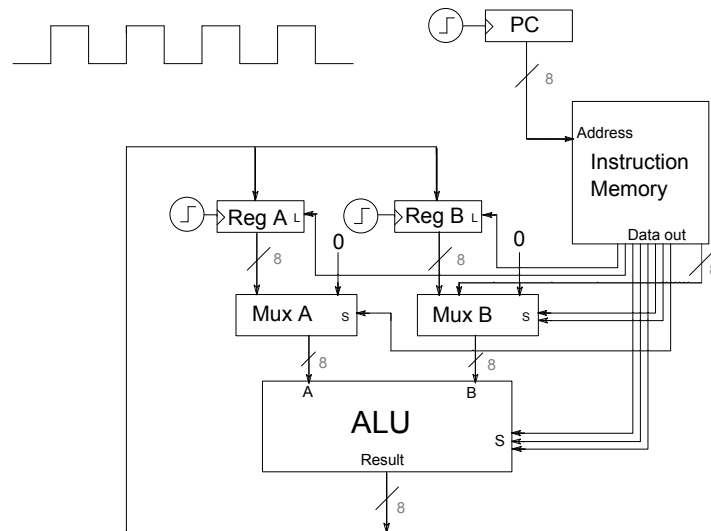 PC
8
Address
Instruction
Memory
Data out
8
Reg A L
Reg B L
0
0
8
8
Mux A S
Mux B S
8
8
A
B
ALU
S
Result
8